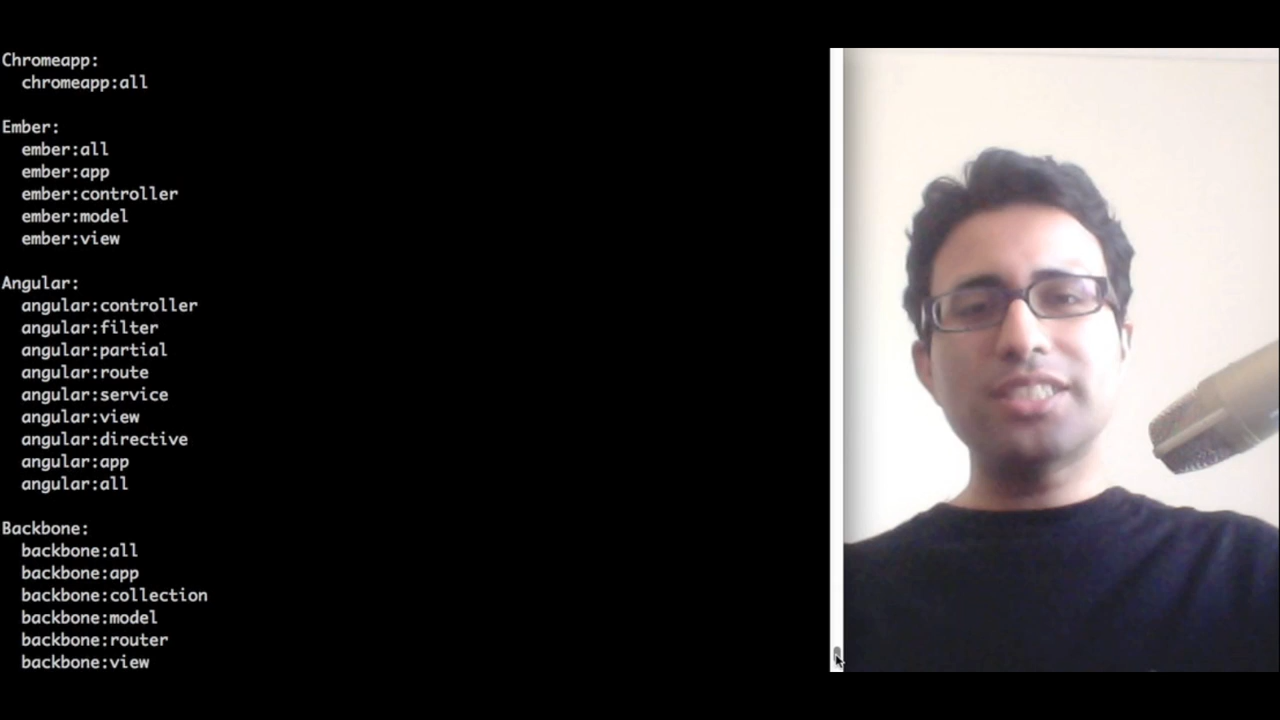 Chromeapp:
chromeapp:all
Ember:
ember:all
ember:app
ember:controller
ember:model
ember:view
Angular:
angular:controller
angular:filter
angular:partial
angular:route
angular:service
angular:view
angular:directive
angular:app
angular:all
Backbone:
backbone:all
backbone:app
backbone:collection
backbone:model
backbone:router
backbone:view